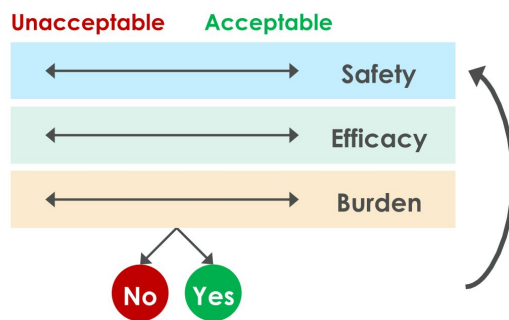 Unacceptable Acceptable
Safety
Efficacy
Burden
No Yes